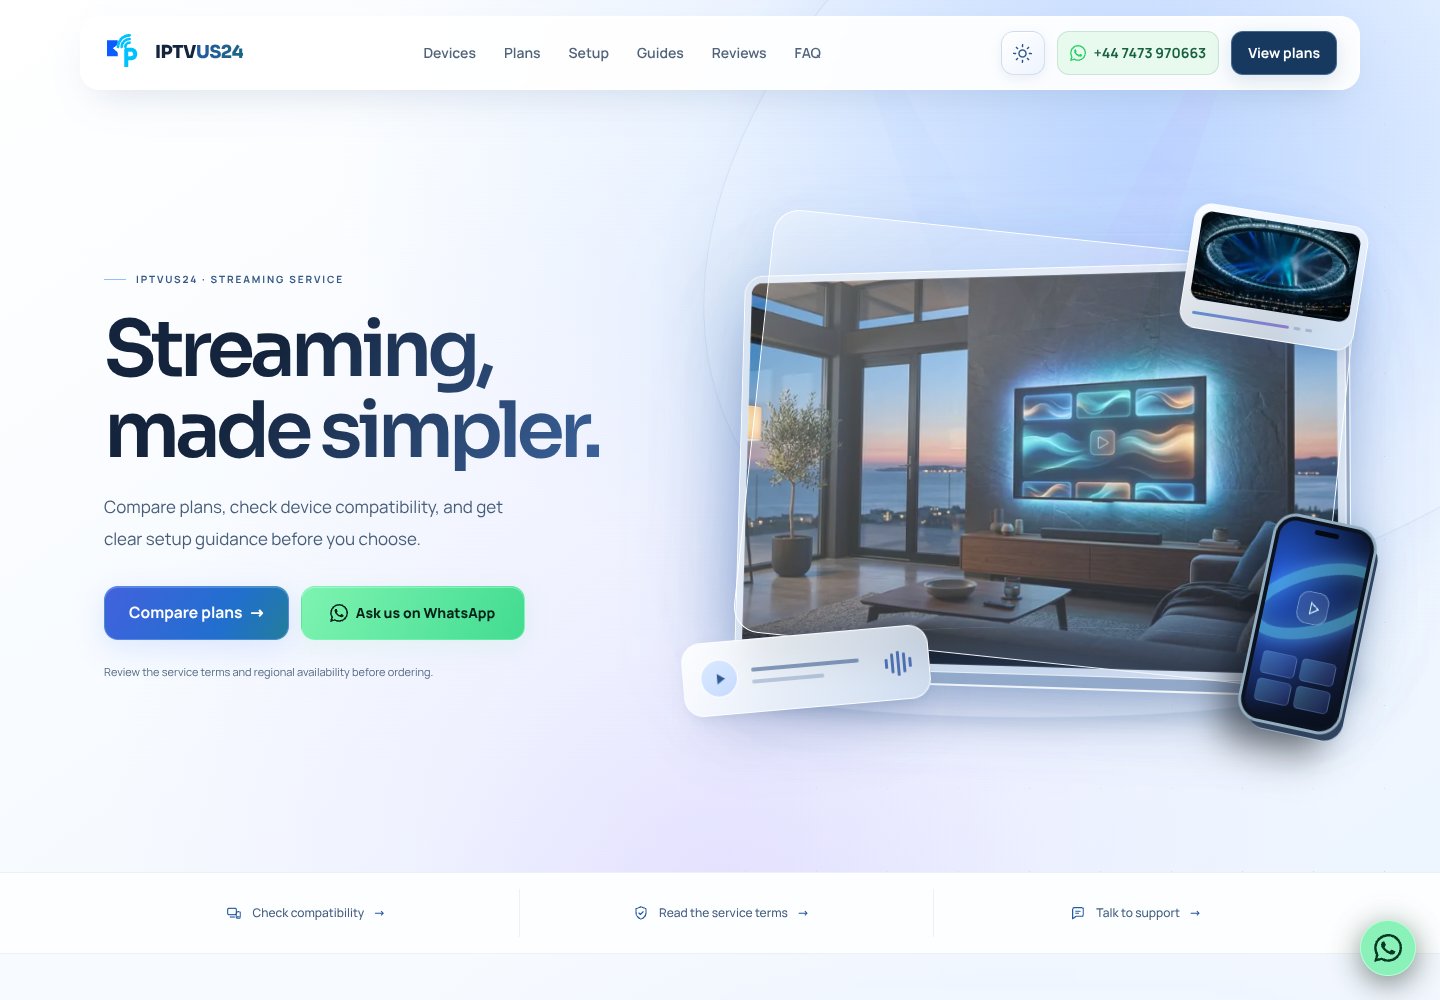 IPTVUS24
Devices
Plans
Setup
Guides
Reviews
FAQ
+44 7473 970663
View plans
IPTVUS24 · STREAMING SERVICE
Streaming,
made simpler.
Compare plans, check device compatibility, and get
clear setup guidance before you choose.
Compare plans →
Ask us on WhatsApp
Review the service terms and regional availability before ordering.
Check compatibility →
Read the service terms →
Talk to support →